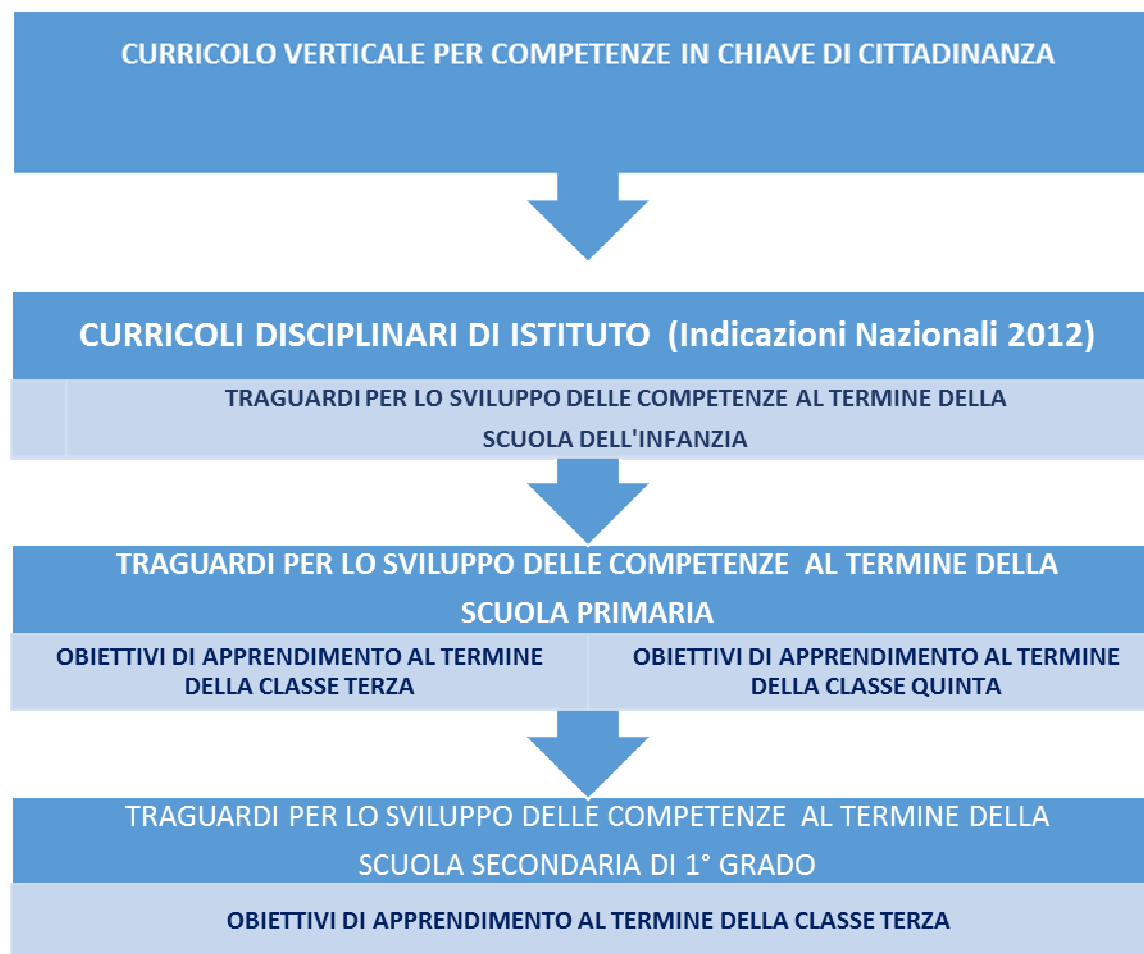 CURRICOLO VERTICALE PER COMPETENZE IN CHIAVE DI CITTADINANZA
CURRICOLI DISCIPLINARI DI ISTITUTO (Indicazioni Nazionali 2012)
TRAGUARDI PER LO SVILUPPO DELLE COMPETENZE AL TERMINE DELLA
SCUOLA DELL'INFANZIA
TRAGUARDI PER LO SVILUPPO DELLE COMPETENZE AL TERMINE DELLA
SCUOLA PRIMARIA
OBIETTIVI DI APPRENDIMENTO AL TERMINE
DELLA CLASSE TERZA
OBIETTIVI DI APPRENDIMENTO AL TERMINE
DELLA CLASSE QUINTA
TRAGUARDI PER LO SVILUPPO DELLE COMPETENZE AL TERMINE DELLA
SCUOLA SECONDARIA DI 1° GRADO
OBIETTIVI DI APPRENDIMENTO AL TERMINE DELLA CLASSE TERZA